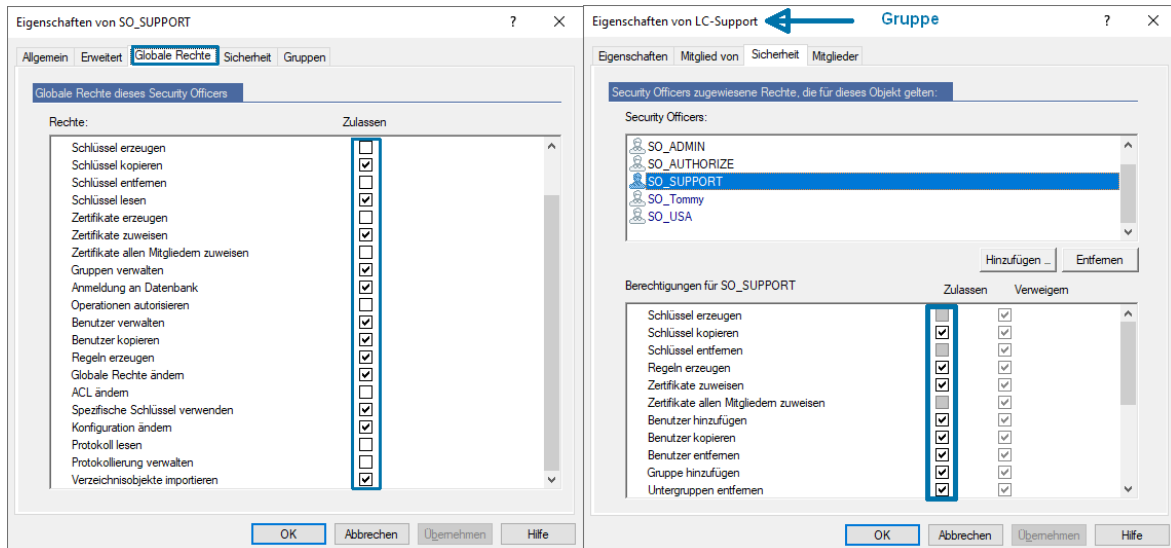 Eigenschaften von SO_SUPPORT
Allgemein Erweitert Globale Rechte Sicherheit Gruppen
Globale Rechte dieses Security Officers
Rechte: Zulassen
Schlüssel erzeugen
Schlüssel kopieren
Schlüssel entfernen
Schlüssel lesen
Zertifikate erzeugen
Zertifikate zuweisen
Zertifikate allen Mitgliedern zuweisen
Gruppen verwalten
Anmeldung an Datenbank
Operationen autorisieren
Benutzer verwalten
Benutzer kopieren
Regeln erzeugen
Globale Rechte ändern
ACL ändern
Spezifische Schlüssel verwenden
Konfiguration ändern
Protokoll lesen
Protokollierung verwalten
Verzeichnisobjekte importieren
OK Abbrechen Übernehmen Hilfe
Eigenschaften von LC-Support Gruppe
Eigenschaften Mitglied von Sicherheit Mitglieder
Security Officers zugewiesene Rechte, die für dieses Objekt gelten:
Security Officers:
SO_ADMIN
SO_AUTHORIZE
SO_SUPPORT
SO_Tommy
SO_USA
Hinzufügen ... Entfernen
Berechtigungen für SO_SUPPORT Zulassen Verweigern
Schlüssel erzeugen
Schlüssel kopieren
Schlüssel entfernen
Regeln erzeugen
Zertifikate zuweisen
Zertifikate allen Mitgliedern zuweisen
Benutzer hinzufügen
Benutzer kopieren
Benutzer entfernen
Gruppe hinzufügen
Untergruppen entfernen
OK Abbrechen Übernehmen Hilfe